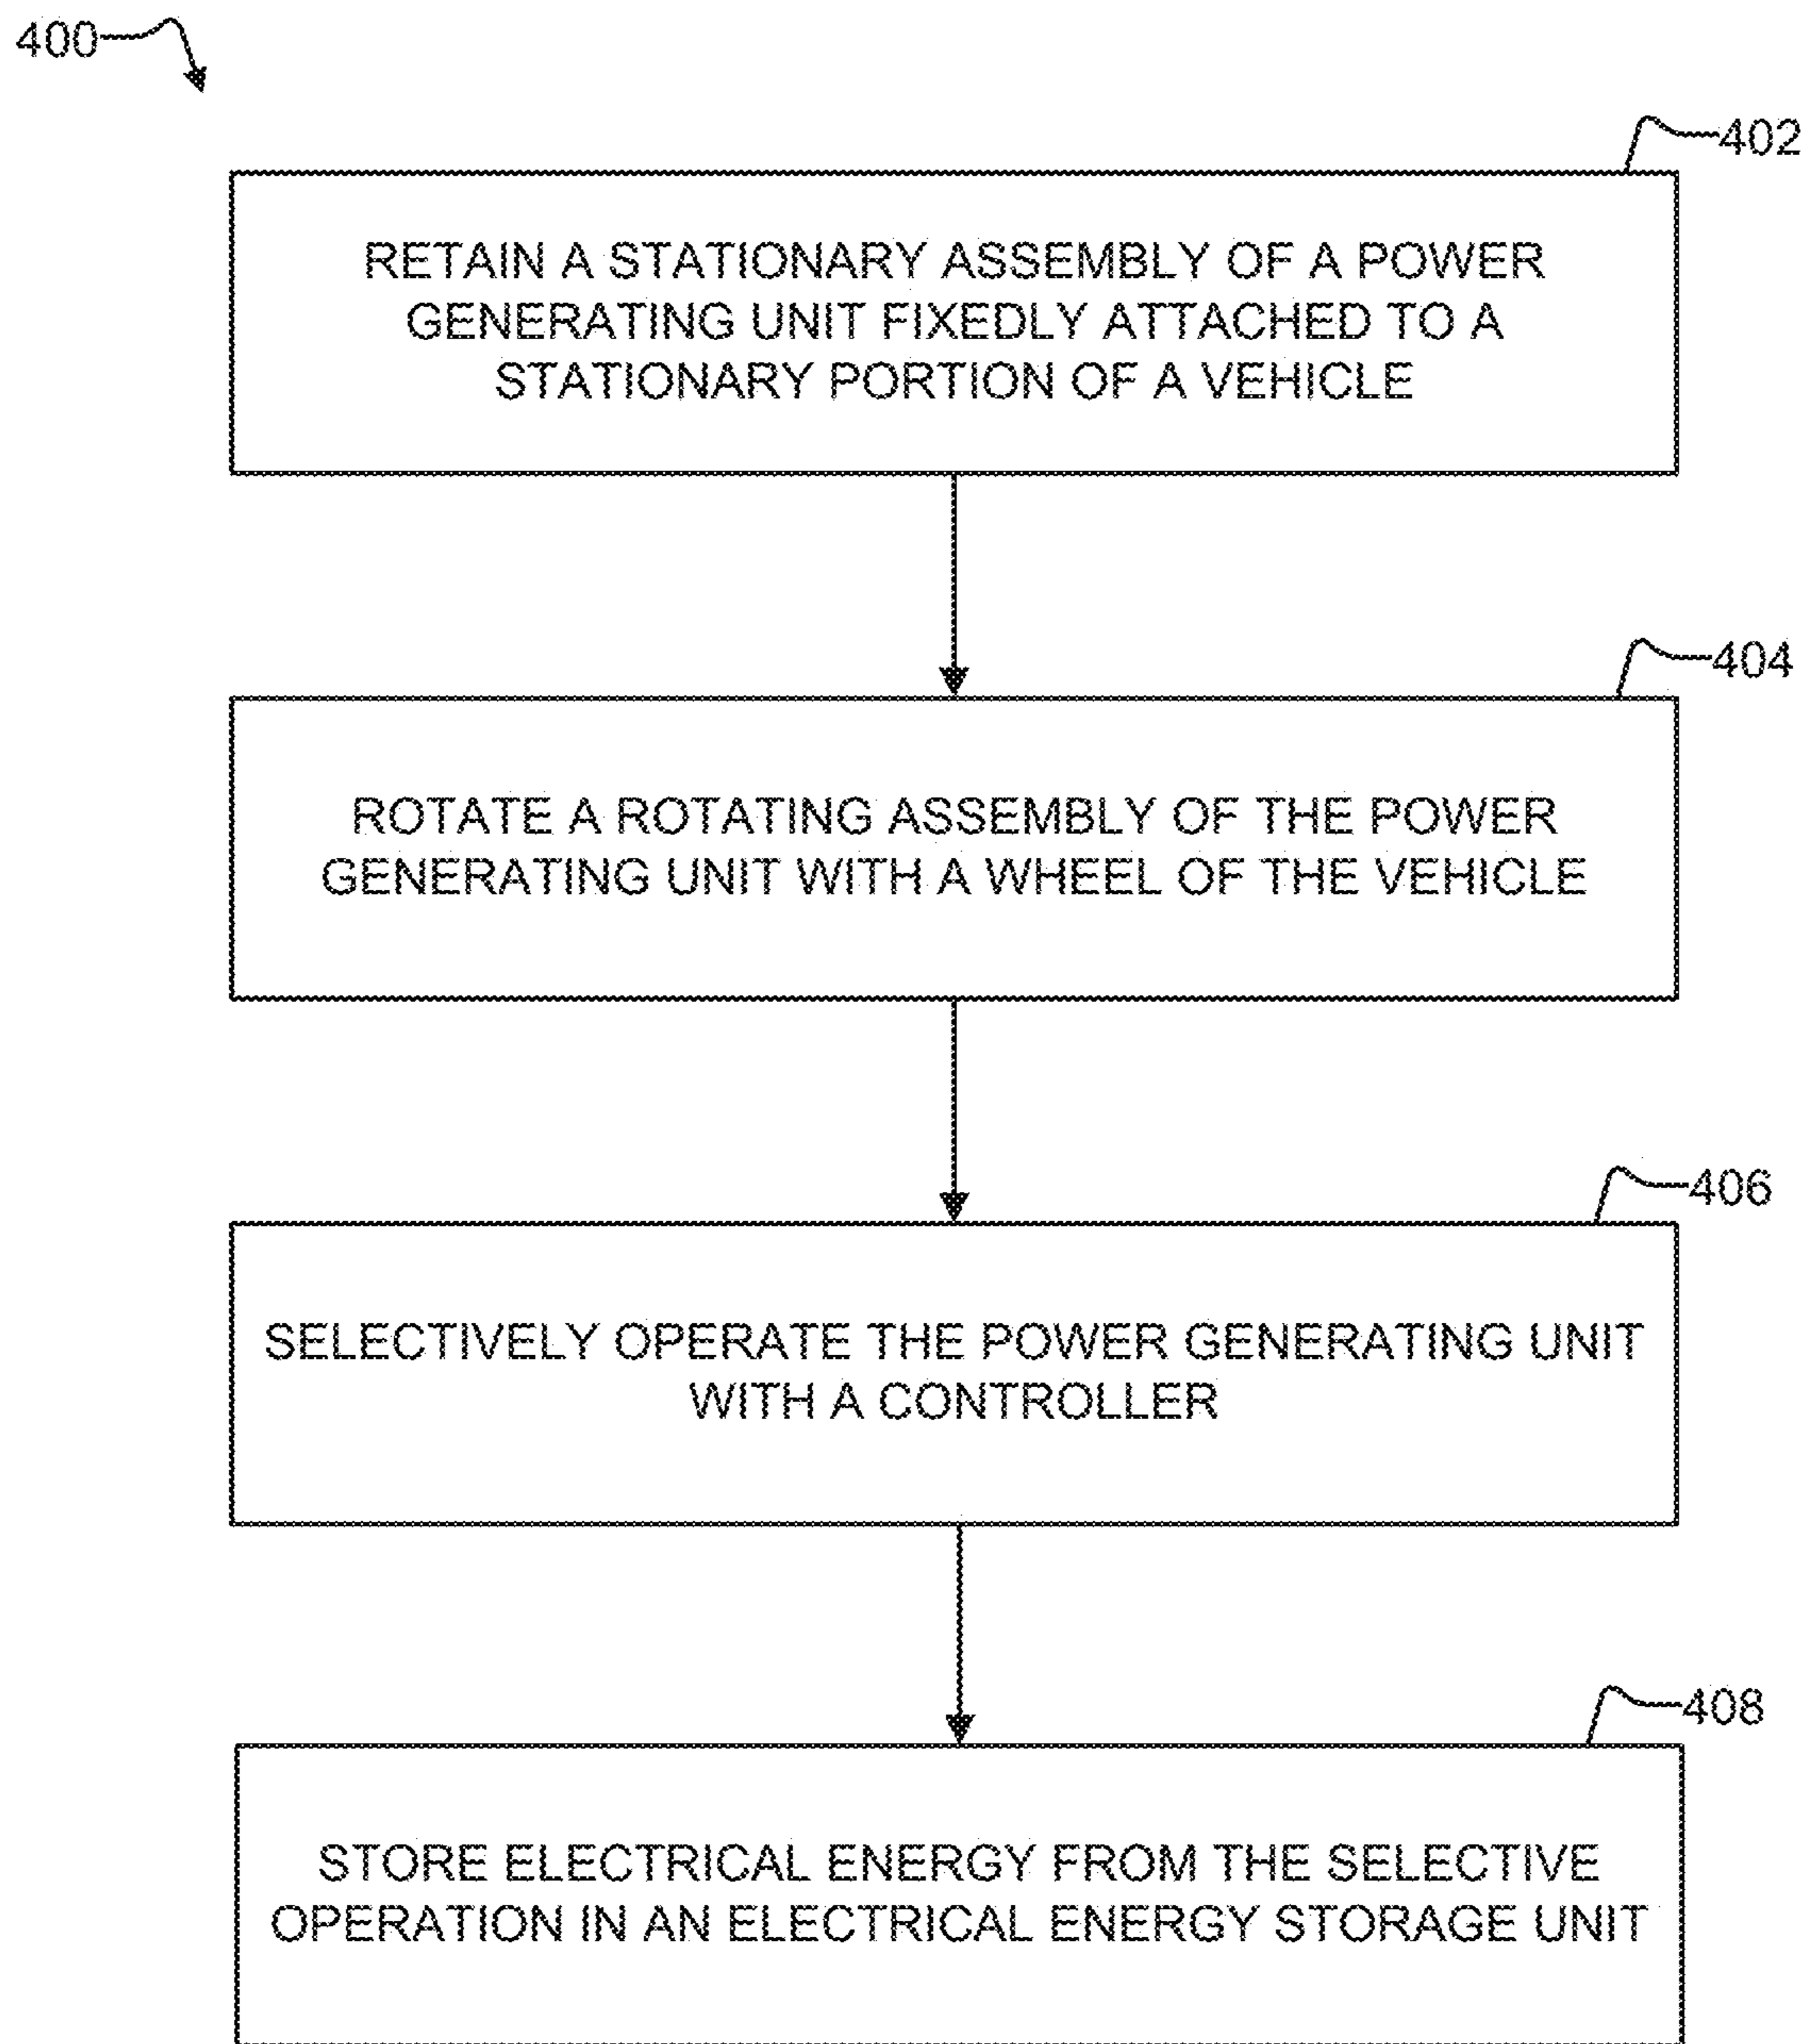 400
402
RETAIN A STATIONARY ASSEMBLY OF A POWER
GENERATING UNIT FIXEDLY ATTACHED TO A
STATIONARY PORTION OF A VEHICLE
404
ROTATE A ROTATING ASSEMBLY OF THE POWER
GENERATING UNIT WITH A WHEEL OF THE VEHICLE
406
SELECTIVELY OPERATE THE POWER GENERATING UNIT
WITH A CONTROLLER
408
STORE ELECTRICAL ENERGY FROM THE SELECTIVE
OPERATION IN AN ELECTRICAL ENERGY STORAGE UNIT